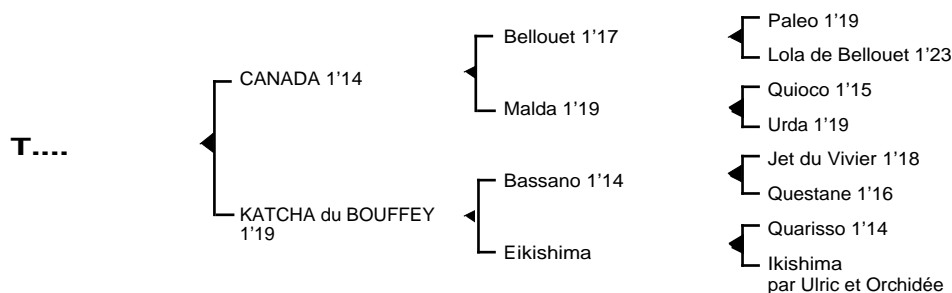 T....
CANADA 1'14
KATCHA du BOUFFEY
1'19
Bellouet 1'17
Malda 1'19
Bassano 1'14
Eikishima
Paleo 1'19
Lola de Bellouet 1'23
Quioco 1'15
Urda 1'19
Jet du Vivier 1'18
Questane 1'16
Quarisso 1'14
Ikishima
par Ulric et Orchidée